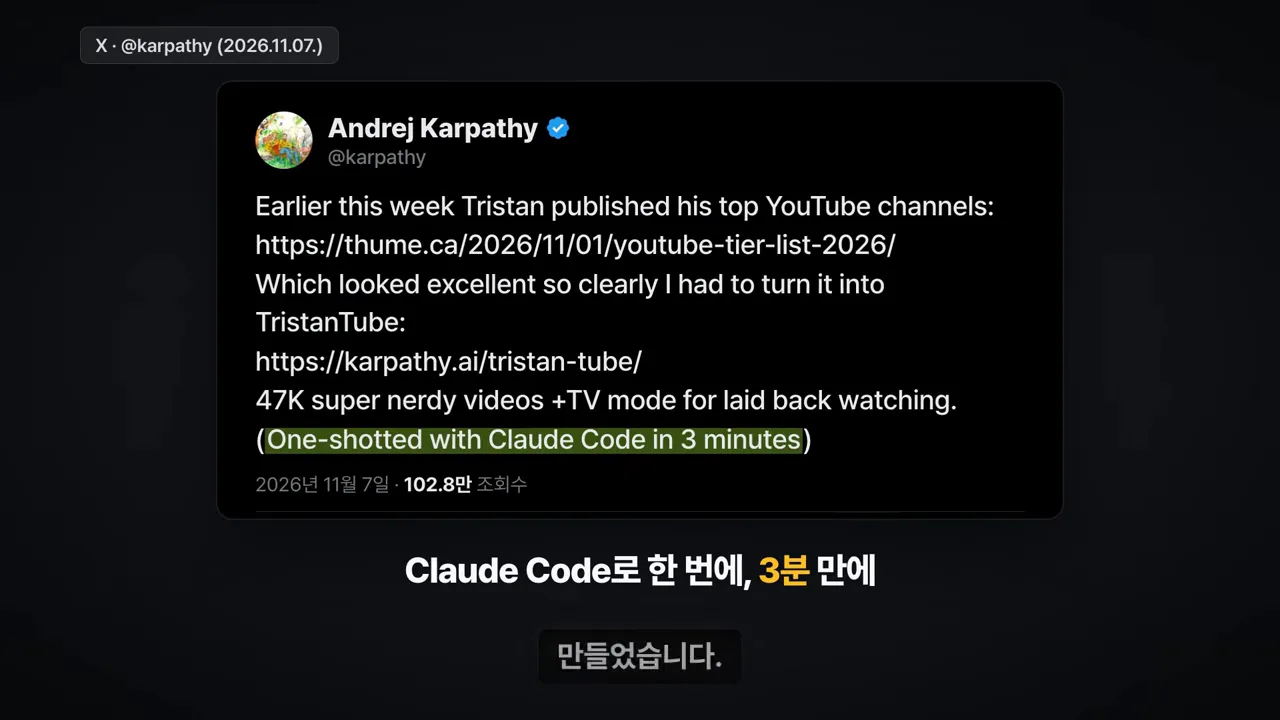 X · @karpathy (2026.11.07.)
Andrej Karpathy
@karpathy
Earlier this week Tristan published his top YouTube channels:
https://thume.ca/2026/11/01/youtube-tier-list-2026/
Which looked excellent so clearly I had to turn it into
TristanTube:
https://karpathy.ai/tristan-tube/
47K super nerdy videos +TV mode for laid back watching.
(One-shotted with Claude Code in 3 minutes)
2026년 11월 7일 · 102.8만 조회수
Claude Code로 한 번에, 3분 만에
만들었습니다.